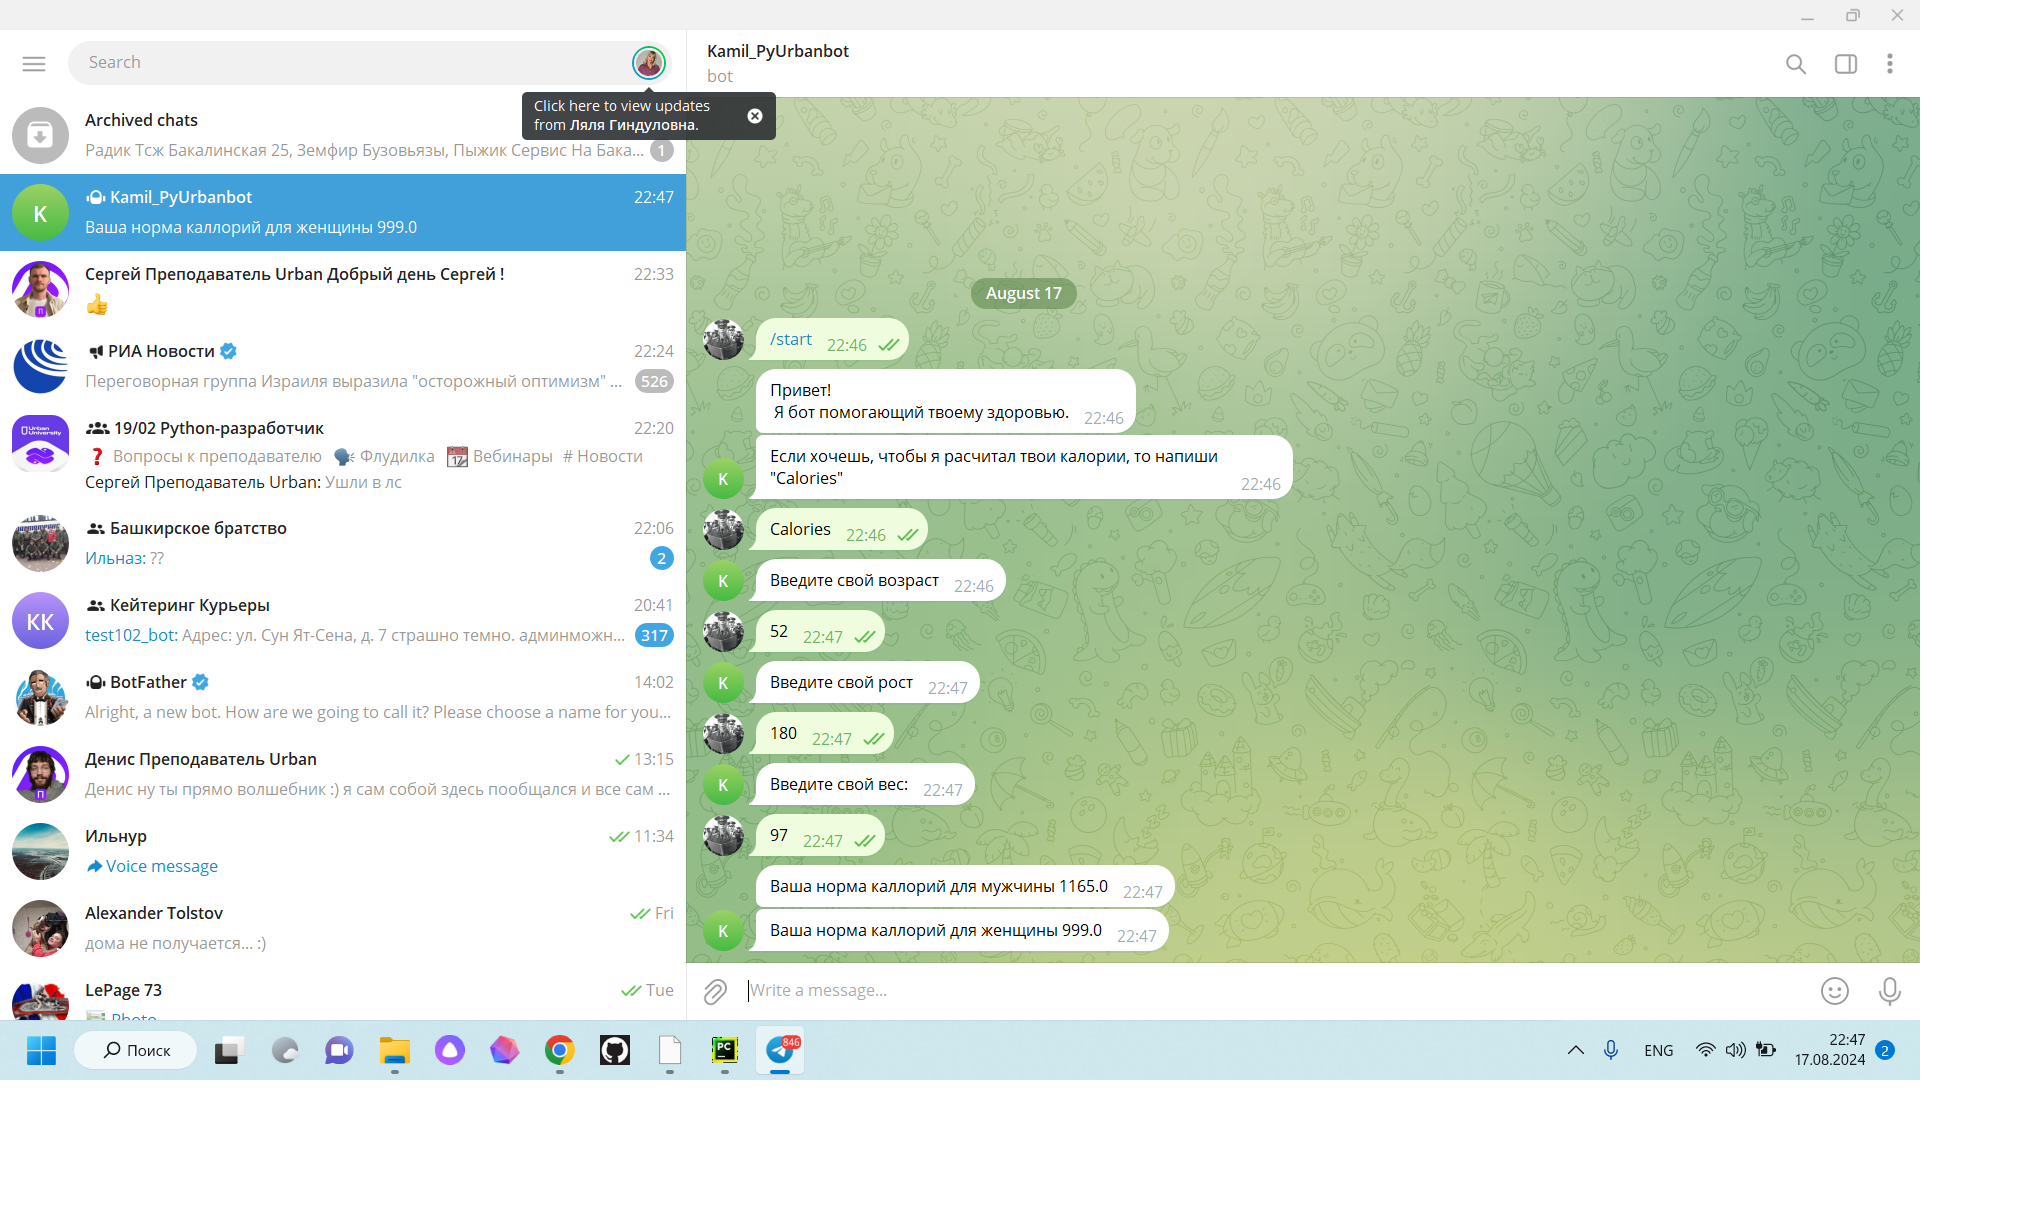 Search
Click here to view updates
from Ляля Гиндуловна.
Archived chats
Радик Тсж Бакалинская 25, Земфир Бузовьязы, Пыжик Сервис На Бака...
1
Kamil_PyUrbanbot
22:47
Ваша норма каллорий для женщины 999.0
Сергей Преподаватель Urban Добрый день Сергей !
22:33
РИА Новости
22:24
Переговорная группа Израиля выразила "осторожный оптимизм" ...
526
19/02 Python-разработчик
22:20
Вопросы к преподавателю Флудилка 17 Вебинары # Новости
Сергей Преподаватель Urban: Ушли в лс
Башкирское братство
22:06
Ильназ: ??
2
КК
Кейтеринг Курьеры
20:41
test102_bot: Адрес: ул. Сун Ят-Сена, д. 7 страшно темно. админможн...
317
BotFather
14:02
Alright, a new bot. How are we going to call it? Please choose a name for you...
Денис Преподаватель Urban
13:15
Денис ну ты прямо волшебник :) я сам собой здесь пообщался и все сам ...
Ильнур
11:34
Voice message
Alexander Tolstov
Fri
дома не получается... :)
LePage 73
Tue
Photo
Kamil_PyUrbanbot
bot
August 17
/start 22:46
Привет!
Я бот помогающий твоему здоровью. 22:46
Если хочешь, чтобы я расчитал твои калории, то напиши
"Calories" 22:46
K
Calories 22:46
K
Введите свой возраст 22:46
52 22:47
K
Введите свой рост 22:47
180 22:47
K
Введите свой вес: 22:47
97 22:47
Ваша норма каллорий для мужчины 1165.0 22:47
K
Ваша норма каллорий для женщины 999.0 22:47
Write a message...
Поиск
PC
846
ENG
22:47
17.08.2024
2